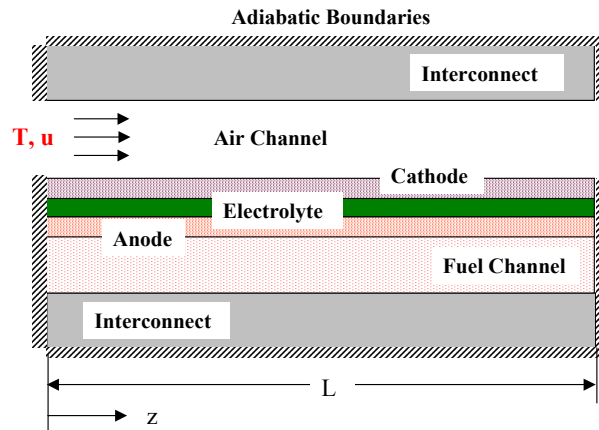 Adiabatic Boundaries
Interconnect
T, u
Air Channel
Cathode
Electrolyte
Anode
Fuel Channel
Interconnect
L
z